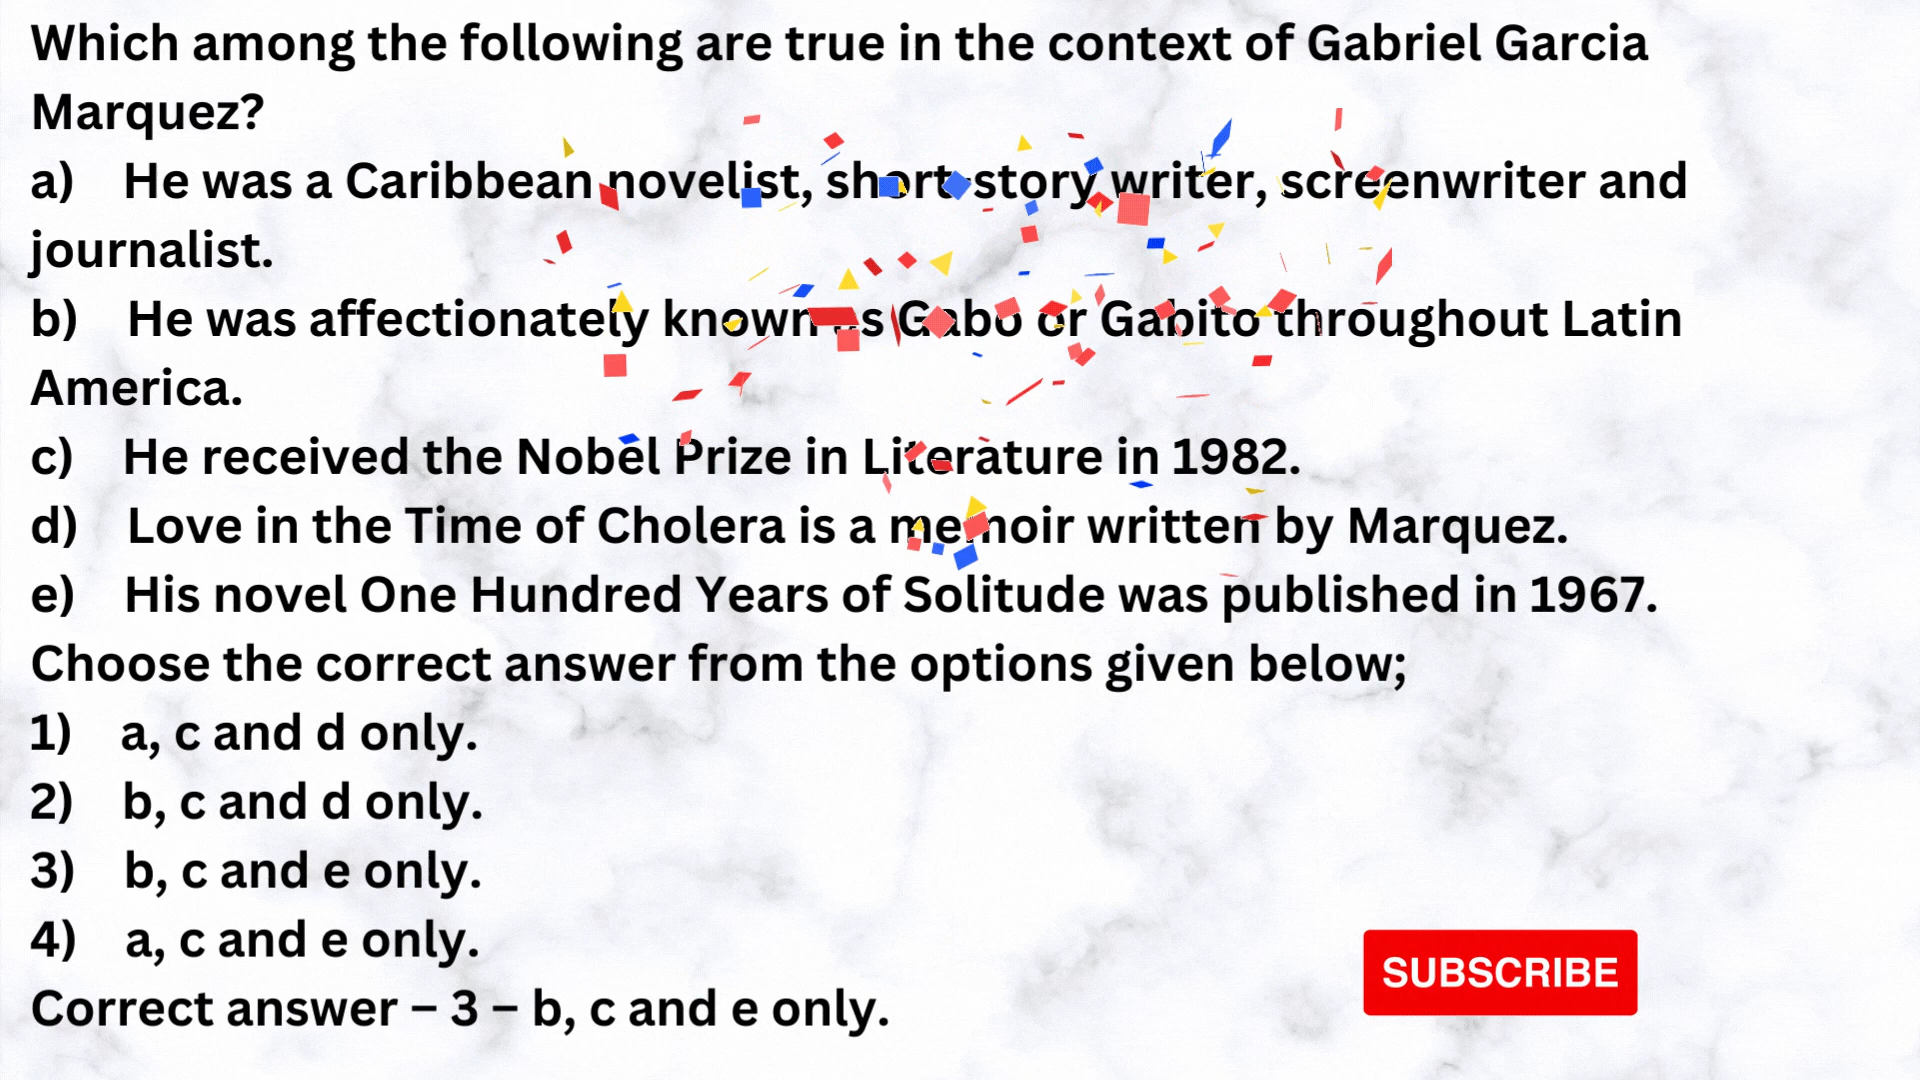 Which among the following are true in the context of Gabriel Garcia
Marquez?
a) He was a Caribbean novelist, short-story writer, screenwriter and
journalist.
b) He was affectionately known as Gabo or Gabito throughout Latin
America.
c) He received the Nobel Prize in Literature in 1982.
d) Love in the Time of Cholera is a memoir written by Marquez.
e) His novel One Hundred Years of Solitude was published in 1967.
Choose the correct answer from the options given below;
1) a, c and d only.
2) b, c and d only.
3) b, c and e only.
4) a, c and e only.
SUBSCRIBE
Correct answer – 3 – b, c and e only.